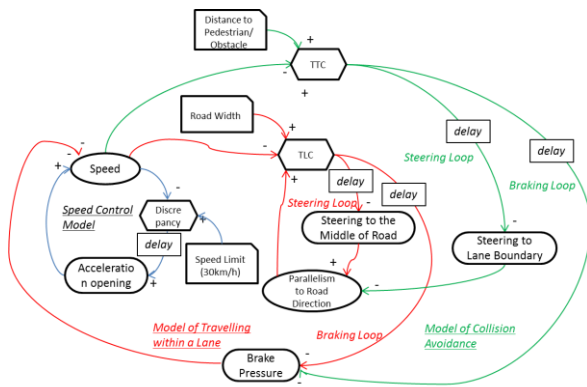 Distance to
Pedestrian/
Obstacle
+
-
TTC
+
Road Width
+
delay
delay
-
-
+
Speed
-
TLC
+
Steering Loop
Braking Loop
delay
delay
Steering Loop
-
-
Speed Control
Model
Discre
pancy
+
Steering to the
Middle of Road
-
Steering to
Lane Boundary
delay
Speed Limit
(30km/h)
+
Acceleratio
n opening
+
Parallelism
to Road
Direction
-
Model of Travelling
within a Lane
Braking Loop
Model of Collision
Avoidance
Brake
Pressure
-
-